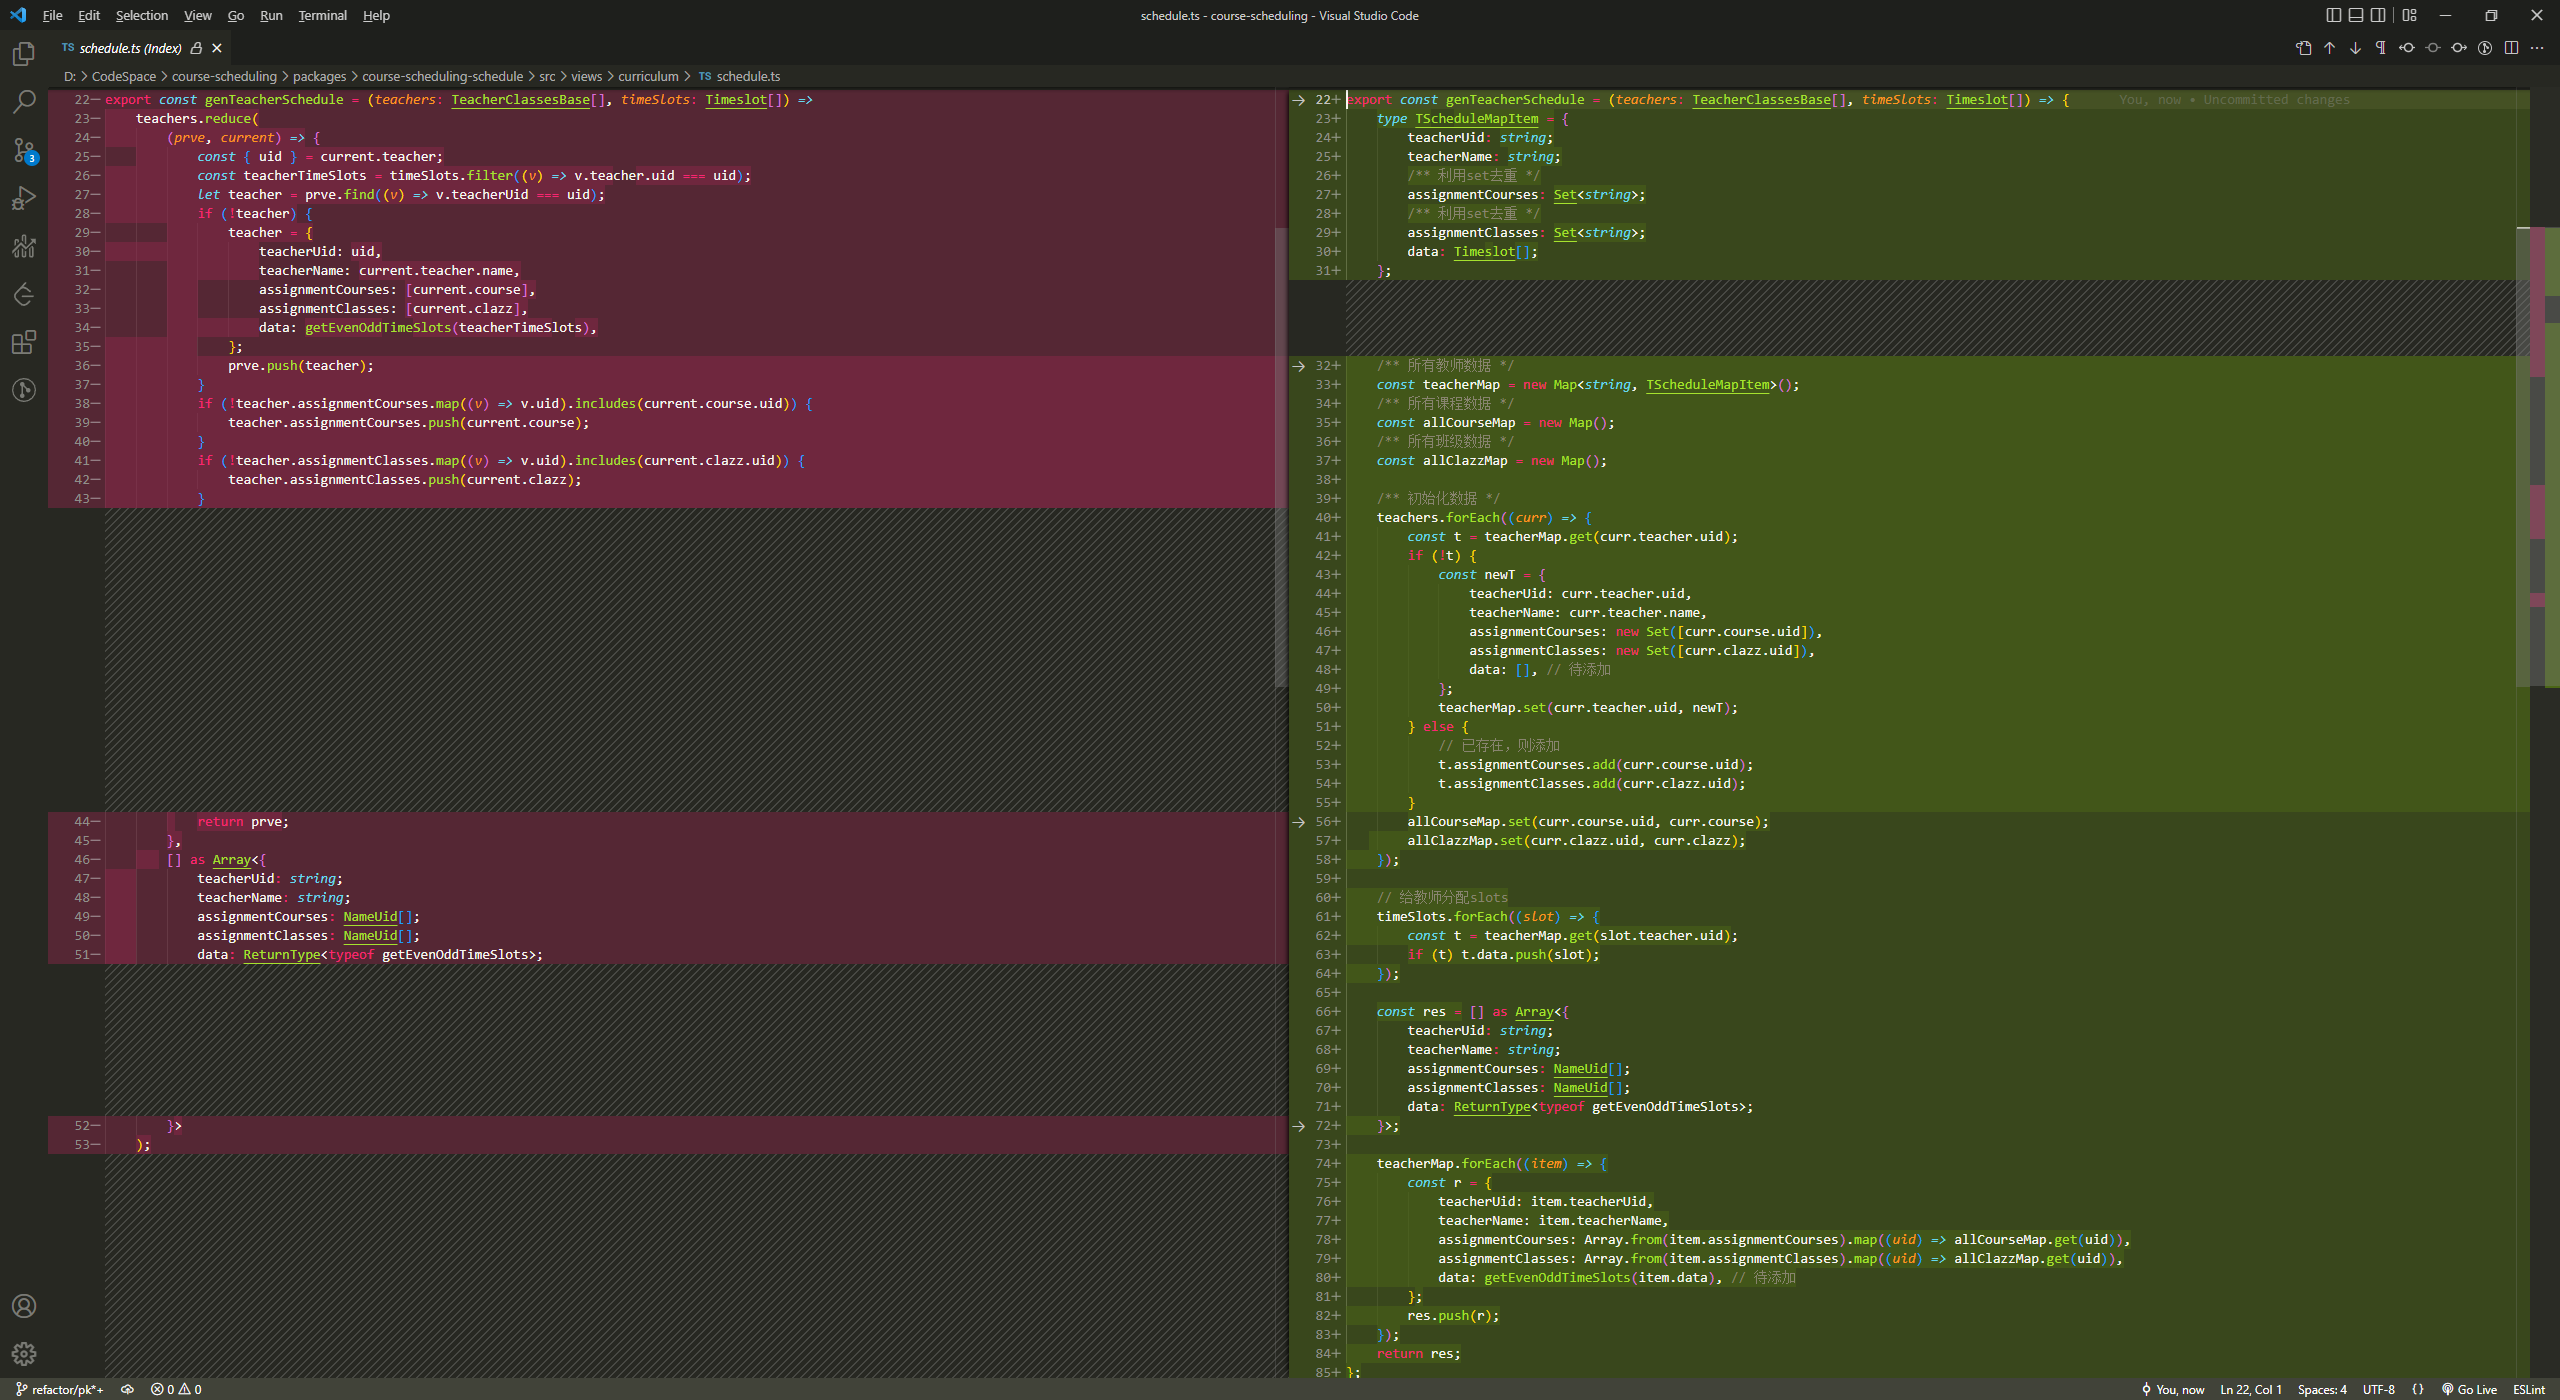 File Edit Selection View Go Run Terminal Help
schedule.ts - course-scheduling - Visual Studio Code
TS schedule.ts (Index)
D: > CodeSpace > course-scheduling > packages > course-scheduling-schedule > src > views > curriculum > TS schedule.ts
3
22− export const genTeacherSchedule = (teachers: TeacherClassesBase[], timeSlots: Timeslot[]) =>
23− teachers.reduce(
24− (prve, current) => {
25− const { uid } = current.teacher;
26− const teacherTimeSlots = timeSlots.filter((v) => v.teacher.uid === uid);
27− let teacher = prve.find((v) => v.teacherUid === uid);
28− if (!teacher) {
29− teacher = {
30− teacherUid: uid,
31− teacherName: current.teacher.name,
32− assignmentCourses: [current.course],
33− assignmentClasses: [current.clazz],
34− data: getEvenOddTimeSlots(teacherTimeSlots),
35− };
36− prve.push(teacher);
37− }
38− if (!teacher.assignmentCourses.map((v) => v.uid).includes(current.course.uid)) {
39− teacher.assignmentCourses.push(current.course);
40− }
41− if (!teacher.assignmentClasses.map((v) => v.uid).includes(current.clazz.uid)) {
42− teacher.assignmentClasses.push(current.clazz);
43− }
44− return prve;
45− },
46− [] as Array<{
47− teacherUid: string;
48− teacherName: string;
49− assignmentCourses: NameUid[];
50− assignmentClasses: NameUid[];
51− data: ReturnType<typeof getEvenOddTimeSlots>;
52− }>
53− );
22+ export const genTeacherSchedule = (teachers: TeacherClassesBase[], timeSlots: Timeslot[]) => { You, now • Uncommitted changes
23+ type TScheduleMapItem = {
24+ teacherUid: string;
25+ teacherName: string;
26+ /** 利用set去重 */
27+ assignmentCourses: Set<string>;
28+ /** 利用set去重 */
29+ assignmentClasses: Set<string>;
30+ data: Timeslot[];
31+ };
32+ /** 所有教师数据 */
33+ const teacherMap = new Map<string, TScheduleMapItem>();
34+ /** 所有课程数据 */
35+ const allCourseMap = new Map();
36+ /** 所有班级数据 */
37+ const allClazzMap = new Map();
38+
39+ /** 初始化数据 */
40+ teachers.forEach((curr) => {
41+ const t = teacherMap.get(curr.teacher.uid);
42+ if (!t) {
43+ const newT = {
44+ teacherUid: curr.teacher.uid,
45+ teacherName: curr.teacher.name,
46+ assignmentCourses: new Set([curr.course.uid]),
47+ assignmentClasses: new Set([curr.clazz.uid]),
48+ data: [], // 待添加
49+ };
50+ teacherMap.set(curr.teacher.uid, newT);
51+ } else {
52+ // 已存在，则添加
53+ t.assignmentCourses.add(curr.course.uid);
54+ t.assignmentClasses.add(curr.clazz.uid);
55+ }
56+ allCourseMap.set(curr.course.uid, curr.course);
57+ allClazzMap.set(curr.clazz.uid, curr.clazz);
58+ });
59+
60+ // 给教师分配slots
61+ timeSlots.forEach((slot) => {
62+ const t = teacherMap.get(slot.teacher.uid);
63+ if (t) t.data.push(slot);
64+ });
65+
66+ const res = [] as Array<{
67+ teacherUid: string;
68+ teacherName: string;
69+ assignmentCourses: NameUid[];
70+ assignmentClasses: NameUid[];
71+ data: ReturnType<typeof getEvenOddTimeSlots>;
72+ }>;
73+
74+ teacherMap.forEach((item) => {
75+ const r = {
76+ teacherUid: item.teacherUid,
77+ teacherName: item.teacherName,
78+ assignmentCourses: Array.from(item.assignmentCourses).map((uid) => allCourseMap.get(uid)),
79+ assignmentClasses: Array.from(item.assignmentClasses).map((uid) => allClazzMap.get(uid)),
80+ data: getEvenOddTimeSlots(item.data), // 待添加
81+ };
82+ res.push(r);
83+ });
84+ return res;
85+ };
refactor/pk*+ 0 0 You, now Ln 22, Col 1 Spaces: 4 UTF-8 {} Go Live ESLint